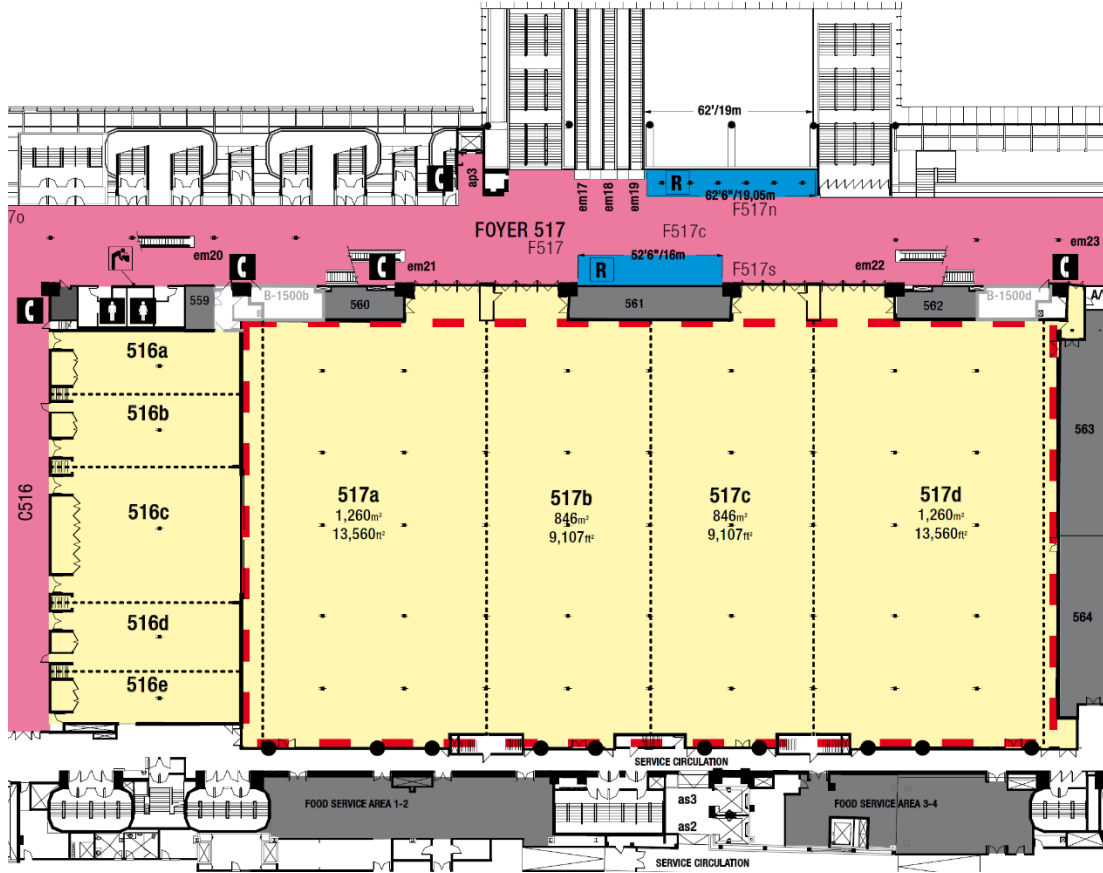 62'/19m
ap3
em17
em18
em19
R
62'6"/19,05m
F517n
7o
FOYER 517
F517
F517c
em20
em21
52'6"/16m
R
F517s
em22
em23
559
B-1500b
560
561
562
B-1500d
A/
516a
516b
516c
516d
516e
C516
517a
1,260m²
13,560ft²
517b
846m²
9,107ft²
517c
846m²
9,107ft²
517d
1,260m²
13,560ft²
563
564
SERVICE CIRCULATION
FOOD SERVICE AREA 1-2
as3
as2
FOOD SERVICE AREA 3-4
SERVICE CIRCULATION